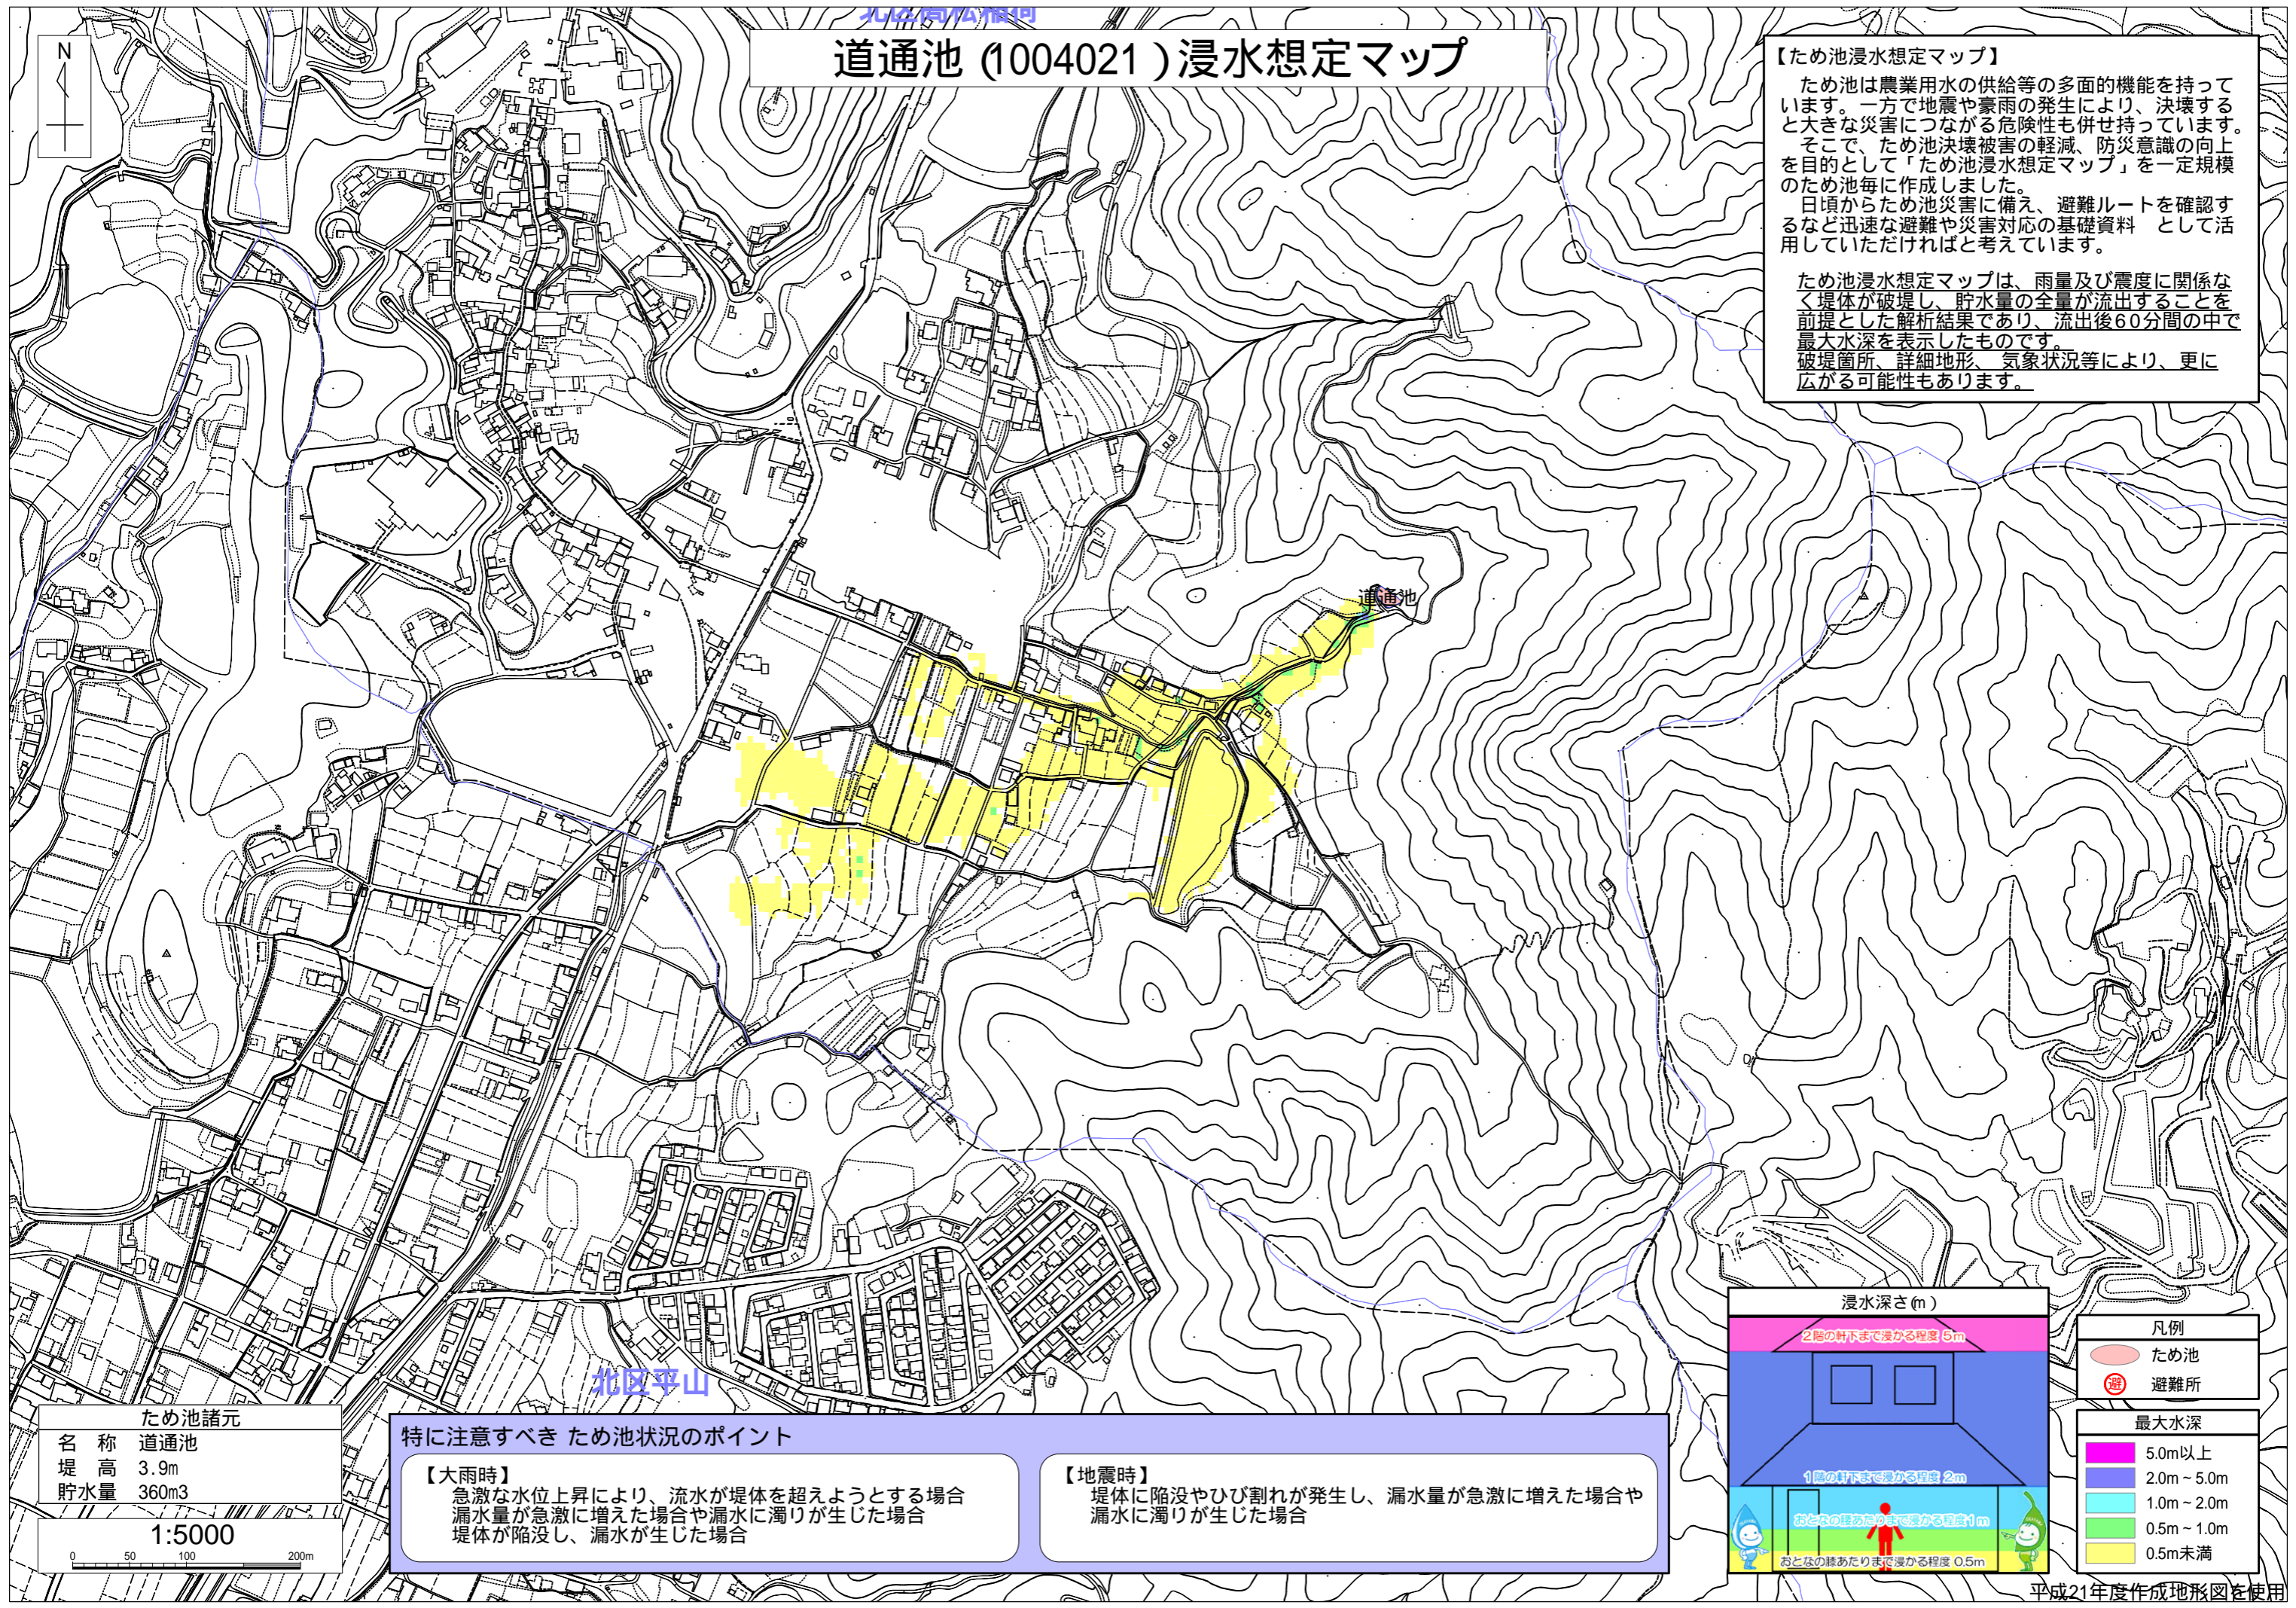 北区高松稲荷
道通池 (1004021)浸水想定マップ
N
【ため池浸水想定マップ】
ため池は農業用水の供給等の多面的機能を持って
います。一方で地震や豪雨の発生により、決壊する
と大きな災害につながる危険性も併せ持っています。
そこで、ため池決壊被害の軽減、防災意識の向上
を目的として「ため池浸水想定マップ」を一定規模
のため池毎に作成しました。
日頃からため池災害に備え、避難ルートを確認す
るなど迅速な避難や災害対応の基礎資料　として活
用していただければと考えています。
ため池浸水想定マップは、雨量及び震度に関係な
く堤体が破堤し、貯水量の全量が流出することを
前提とした解析結果であり、流出後60分間の中で
最大水深を表示したものです。
破堤箇所、詳細地形、気象状況等により、更に
広がる可能性もあります。
道通池
北区平山
ため池諸元
名　称　道通池
堤　高　3.9m
貯水量　360m3
1:5000
0 50 100 200m
特に注意すべき ため池状況のポイント
【大雨時】
急激な水位上昇により、流水が堤体を超えようとする場合
漏水量が急激に増えた場合や漏水に濁りが生じた場合
堤体が陥没し、漏水が生じた場合
【地震時】
堤体に陥没やひび割れが発生し、漏水量が急激に増えた場合や
漏水に濁りが生じた場合
浸水深さ(m)
2階の軒下まで浸かる程度 5m
1階の軒下まで浸かる程度 2m
おとなの腰あたりまで浸かる程度1m
おとなの膝あたりまで浸かる程度 0.5m
凡例
ため池
避 避難所
最大水深
5.0m以上
2.0m~5.0m
1.0m~2.0m
0.5m~1.0m
0.5m未満
平成21年度作成地形図を使用